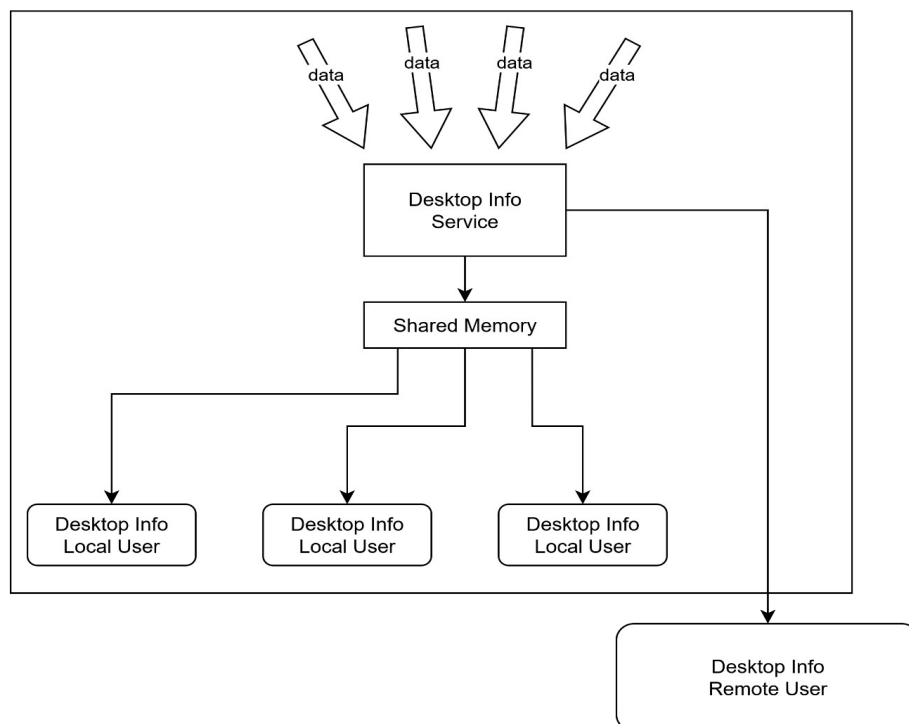 data
data
data
data
Desktop Info
Service
Shared Memory
Desktop Info
Local User
Desktop Info
Local User
Desktop Info
Local User
Desktop Info
Remote User